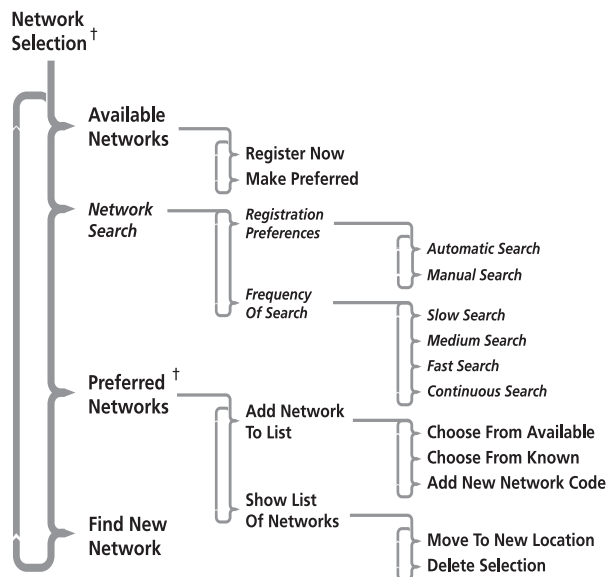 Network
Selection †
Available
Networks
Register Now
Make Preferred
Network
Search
Registration
Preferences
Automatic Search
Manual Search
Frequency
Of Search
Slow Search
Medium Search
Fast Search
Continuous Search
Preferred †
Networks
Add Network
To List
Choose From Available
Choose From Known
Add New Network Code
Show List
Of Networks
Move To New Location
Delete Selection
Find New
Network